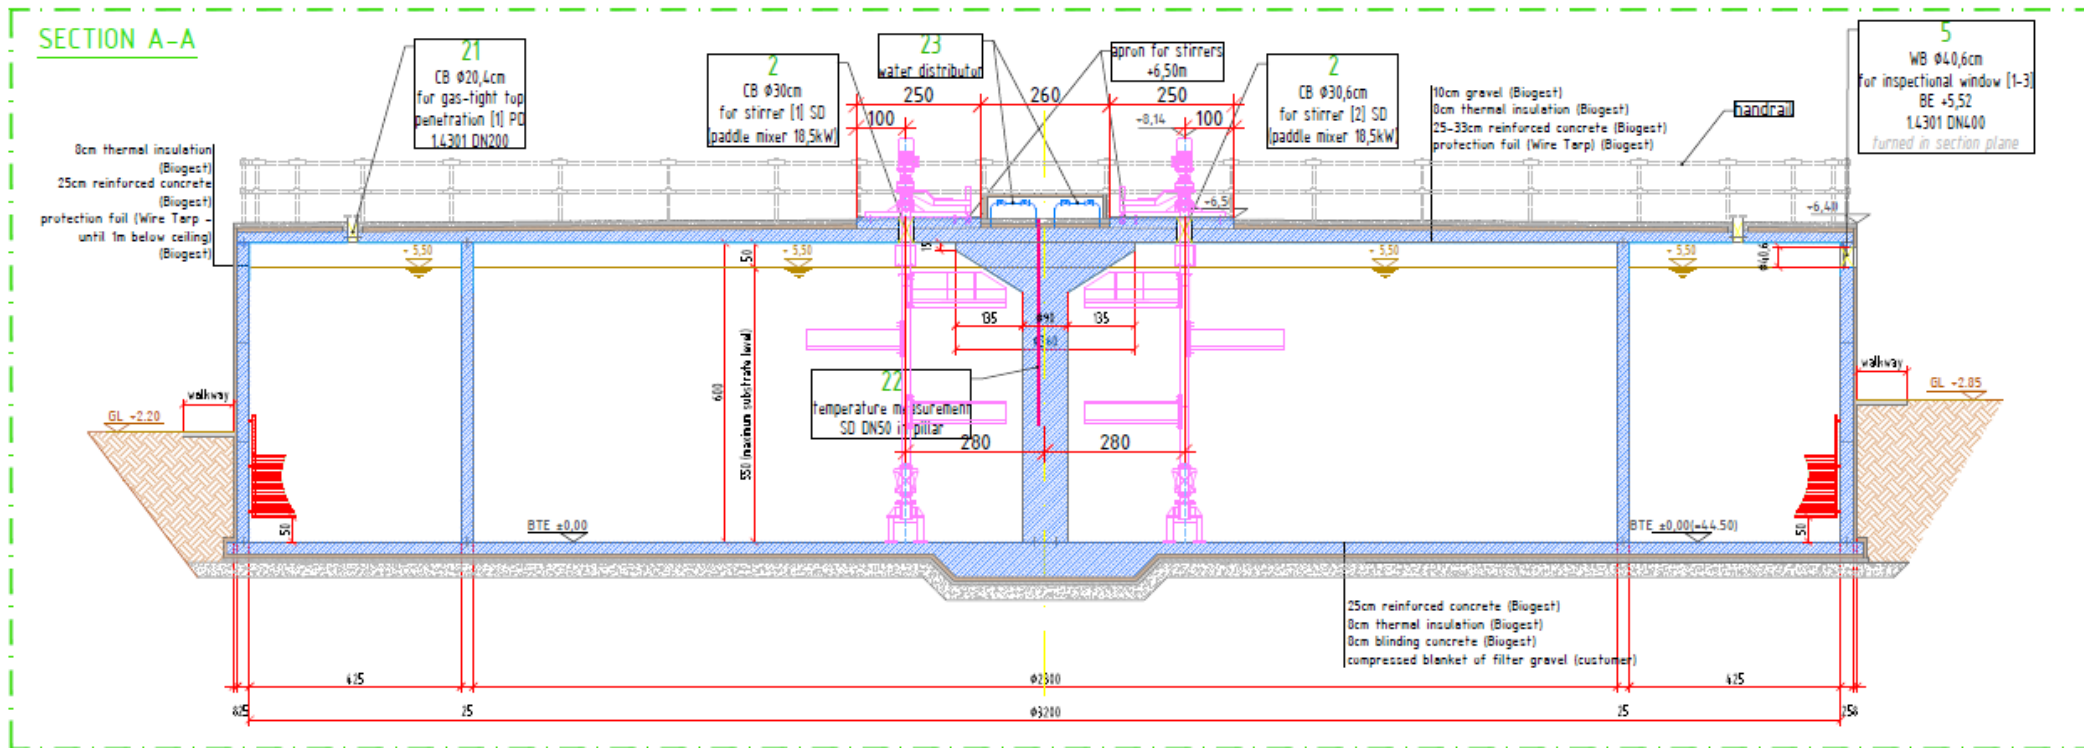 SECTION A-A
21
CB Ø20,4cm
for gas-tight top
penetration [1] PD
1.4301 DN200
2
CB Ø30cm
for stirrer [1] SD
(paddle mixer 18,5kW)
23
water distributor
apron for stirrers
+6,50m
2
CB Ø30,6cm
for stirrer [2] SD
(paddle mixer 18,5kW)
10cm gravel (Biogest)
8cm thermal insulation (Biogest)
25-33cm reinforced concrete (Biogest)
protection foil (Wire Tarp) (Biogest)
handrail
5
WB Ø40,6cm
for inspectional window [1-3]
BE +5,52
1.4301 DN400
turned in section plane
250
260
250
100
+8,14
100
8cm thermal insulation
(Biogest)
25cm reinforced concrete
(Biogest)
protection foil (Wire Tarp -
until 1m below ceiling)
(Biogest)
+6,40
+ 5,50
50
+ 5,50
15
+ 5,50
+ 5,50
Ø40,6
135
Ø90
135
600
550 (maximum substrate level)
22
temperature measurement
SD DN50 in pillar
280
280
walkway
GL +2.20
walkway
GL +2.85
50
BTE ±0,00
BTE ±0,00(=44.50)
50
25cm reinforced concrete (Biogest)
8cm thermal insulation (Biogest)
8cm blinding concrete (Biogest)
compressed blanket of filter gravel (customer)
425
Ø2300
425
825
25
Ø3200
25